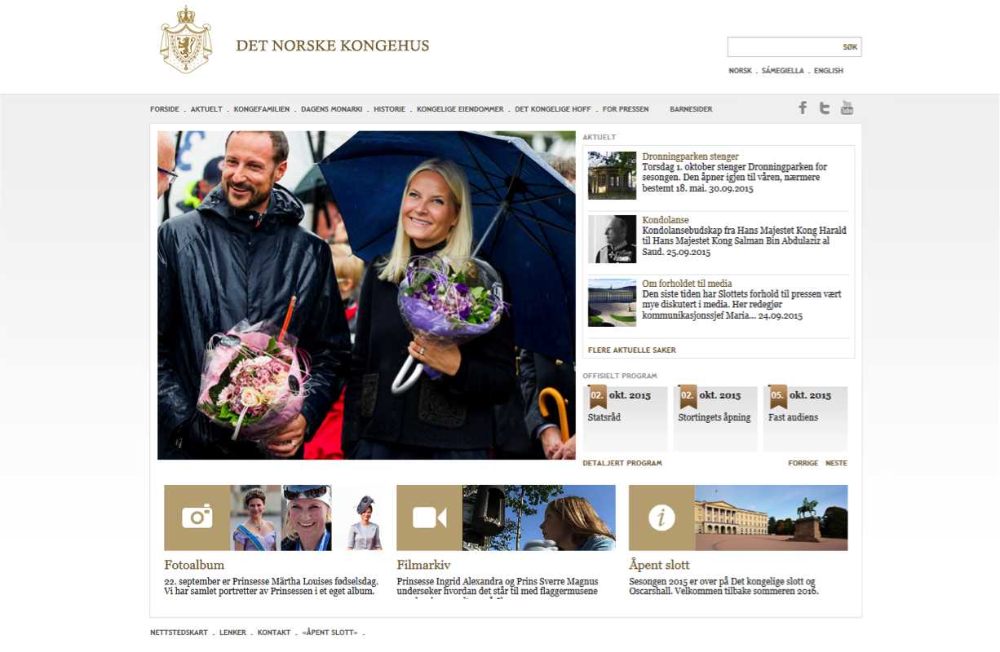 DET NORSKE KONGEHUS
SØK
NORSK . SÁMEGIELLA . ENGLISH
FORSIDE . AKTUELT . KONGEFAMILIEN . DAGENS MONARKI . HISTORIE . KONGELIGE EIENDOMMER . DET KONGELIGE HOFF . FOR PRESSEN BARNESIDER
You
Tube
AKTUELT
Dronningparken stenger
Torsdag 1. oktober stenger Dronningparken for
sesongen. Den åpner igjen til våren, nærmere
bestemt 18. mai. 30.09.2015
Kondolanse
Kondolansebudskap fra Hans Majestet Kong Harald
til Hans Majestet Kong Salman Bin Abdulaziz al
Saud. 25.09.2015
Om forholdet til media
Den siste tiden har Slottets forhold til pressen vært
mye diskutert i media. Her redegjør
kommunikasjonssjef Maria... 24.09.2015
FLERE AKTUELLE SAKER
OFFISIELT PROGRAM
02. okt. 2015
Statsråd
02. okt. 2015
Stortingets åpning
05. okt. 2015
Fast audiens
DETALJERT PROGRAM
FORRIGE NESTE
Fotoalbum
22. september er Prinsesse Märtha Louises fødselsdag.
Vi har samlet portretter av Prinsessen i et eget album.
Filmarkiv
Prinsesse Ingrid Alexandra og Prins Sverre Magnus
undersøker hvordan det står til med flaggermusene
Åpent slott
Sesongen 2015 er over på Det kongelige slott og
Oscarshall. Velkommen tilbake sommeren 2016.
NETTSTEDSKART . LENKER . KONTAKT . «ÅPENT SLOTT» .